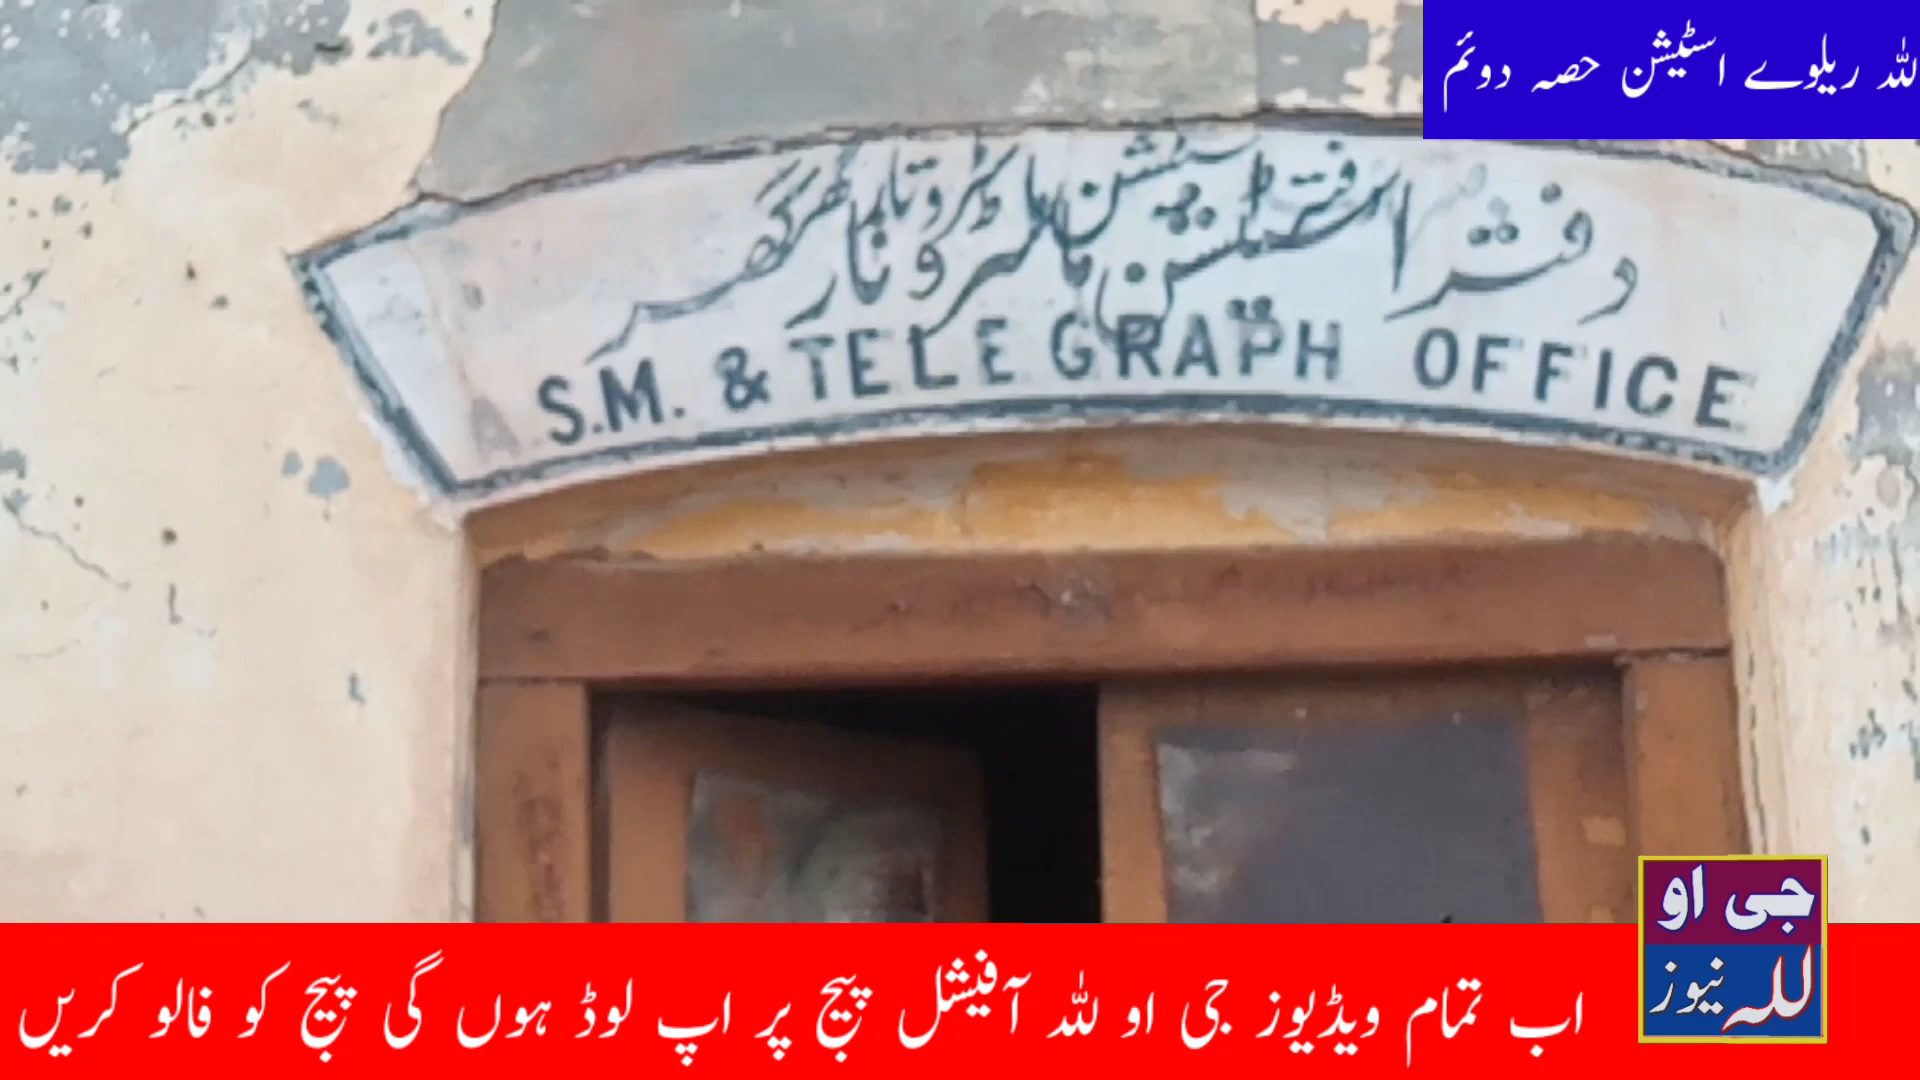 للہ ریلوے اسٹیشن حصہ دوئم
دفتر اسٹیشن ماسٹر و تار گھر
S.M. & TELEGRAPH OFFICE
جی او
للہ نیوز
اب تمام ویڈیوز جی او للہ آفیشل پیج پر اپ لوڈ ہوں گی پیج کو فالو کریں